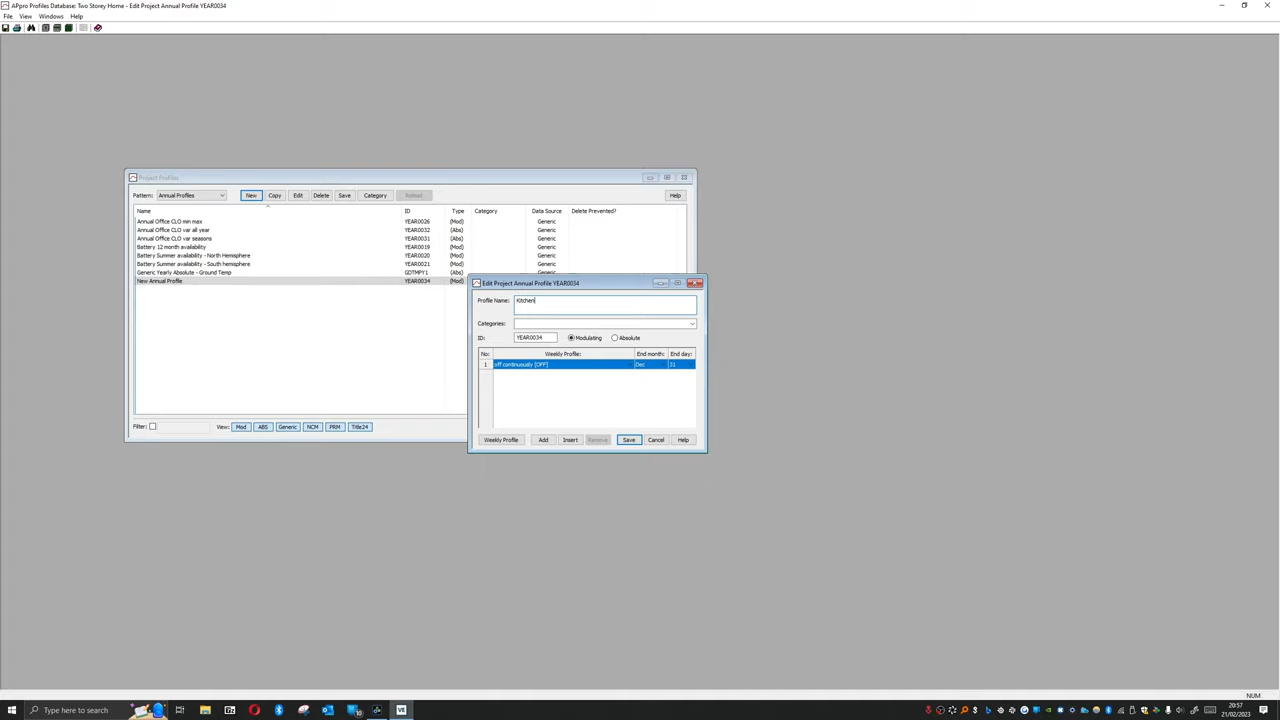 APpro Profiles Database: Two Storey Home - Edit Project Annual Profile YEAR0034
File View Windows Help
Project Profiles
Pattern: Annual Profiles New Copy Edit Delete Save Category Reload Help
Name ID Type Category Data Source Delete Prevented?
Annual Office CLO min max YEAR0026 (Mod) Generic
Annual Office CLO var all year YEAR0032 (Abs) Generic
Annual Office CLO var seasons YEAR0031 (Abs) Generic
Battery 12 month availability YEAR0019 (Mod) Generic
Battery Summer availability - North Hemisphere YEAR0020 (Mod) Generic
Battery Summer availability - South hemisphere YEAR0021 (Mod) Generic
Generic Yearly Absolute - Ground Temp GDTMPY1 (Abs) Generic
New Annual Profile YEAR0034 (Mod)
Filter: View: Mod ABS Generic NCM PRM Title24
Edit Project Annual Profile YEAR0034
Profile Name: Kitchen
Categories:
ID: YEAR0034 Modulating Absolute
No: Weekly Profile: End month: End day:
1 off continuously [OFF] Dec 31
Weekly Profile Add Insert Remove Save Cancel Help
NUM
Type here to search
VE
20:57
21/02/2023